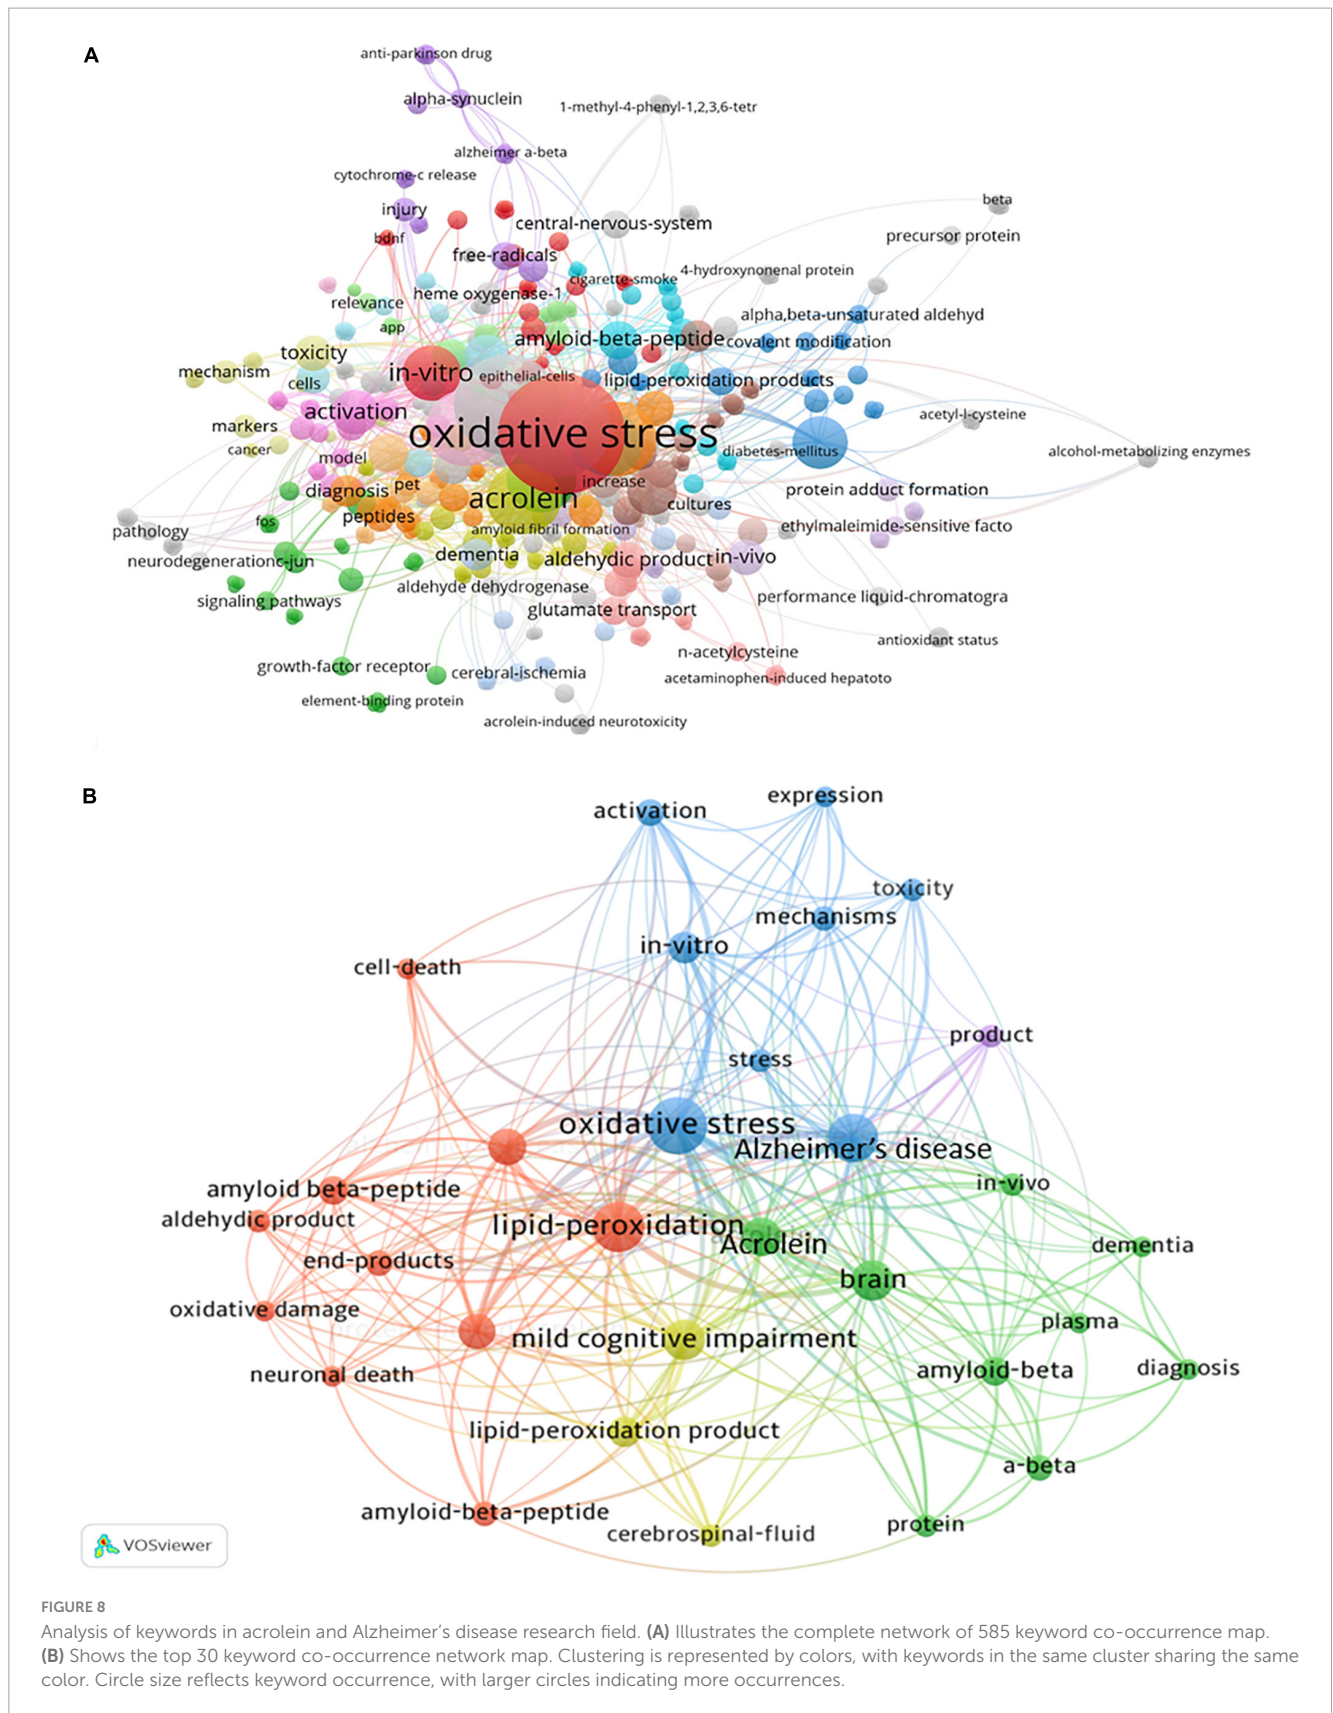 A
anti-parkinson drug
alpha-synuclein
1-methyl-4-phenyl-1,2,3,6-tetr
alzheimer a-beta
cytochrome-c release
beta
injury
central-nervous-system
bdnf
precursor protein
free-radicals
4-hydroxynonenal protein
cigarette-smoke
heme oxygenase-1
relevance
alpha,beta-unsaturated aldehyd
app
amyloid-beta-peptide
covalent modification
toxicity
mechanism
in-vitro
epithelial-cells
lipid-peroxidation products
cells
activation
acetyl-l-cysteine
markers
oxidative stress
cancer
diabetes-mellitus
alcohol-metabolizing enzymes
model
increase
pet
diagnosis
protein adduct formation
acrolein
cultures
peptides
fos
ethylmaleimide-sensitive facto
pathology
amyloid fibril formation
dementia
aldehydic product
in-vivo
neurodegeneration
c-jun
aldehyde dehydrogenase
performance liquid-chromatogra
signaling pathways
glutamate transport
antioxidant status
n-acetylcysteine
growth-factor receptor
cerebral-ischemia
acetaminophen-induced hepatoto
element-binding protein
acrolein-induced neurotoxicity
B
expression
activation
toxicity
mechanisms
in-vitro
cell-death
product
stress
oxidative stress
Alzheimer’s disease
in-vivo
amyloid beta-peptide
aldehydic product
lipid-peroxidation
Acrolein
dementia
end-products
brain
oxidative damage
plasma
mild cognitive impairment
amyloid-beta
diagnosis
neuronal death
lipid-peroxidation product
a-beta
amyloid-beta-peptide
protein
cerebrospinal-fluid
VOSviewer
FIGURE 8
Analysis of keywords in acrolein and Alzheimer’s disease research field. (A) Illustrates the complete network of 585 keyword co-occurrence map.
(B) Shows the top 30 keyword co-occurrence network map. Clustering is represented by colors, with keywords in the same cluster sharing the same
color. Circle size reflects keyword occurrence, with larger circles indicating more occurrences.